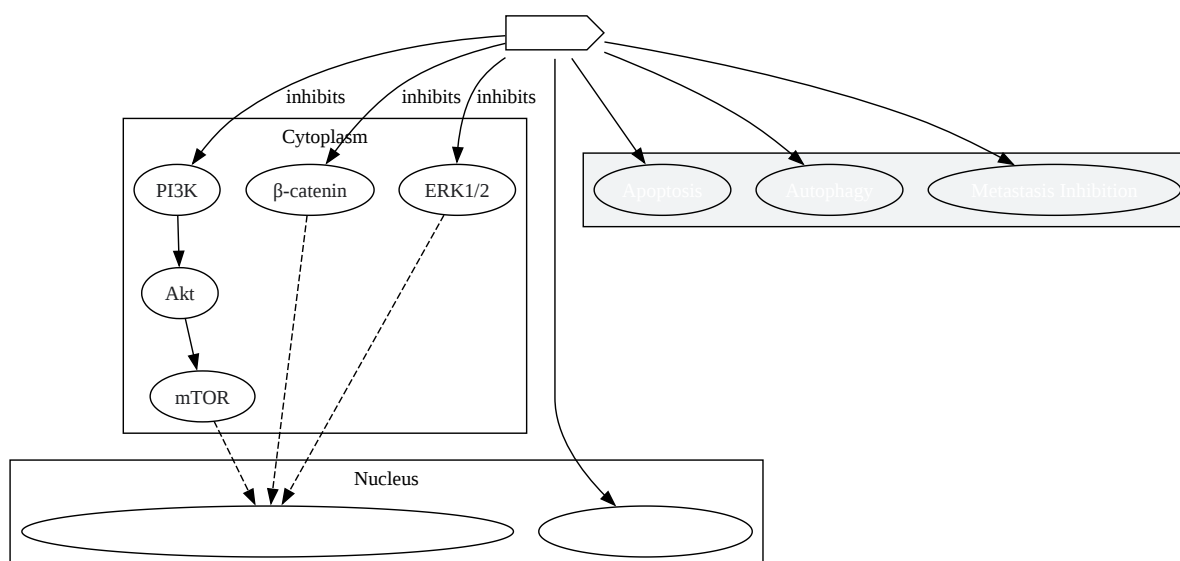 inhibits
inhibits
inhibits
Cytoplasm
PI3K
β-catenin
ERK1/2
Apoptosis
Autophagy
Metastasis Inhibition
Akt
mTOR
Nucleus